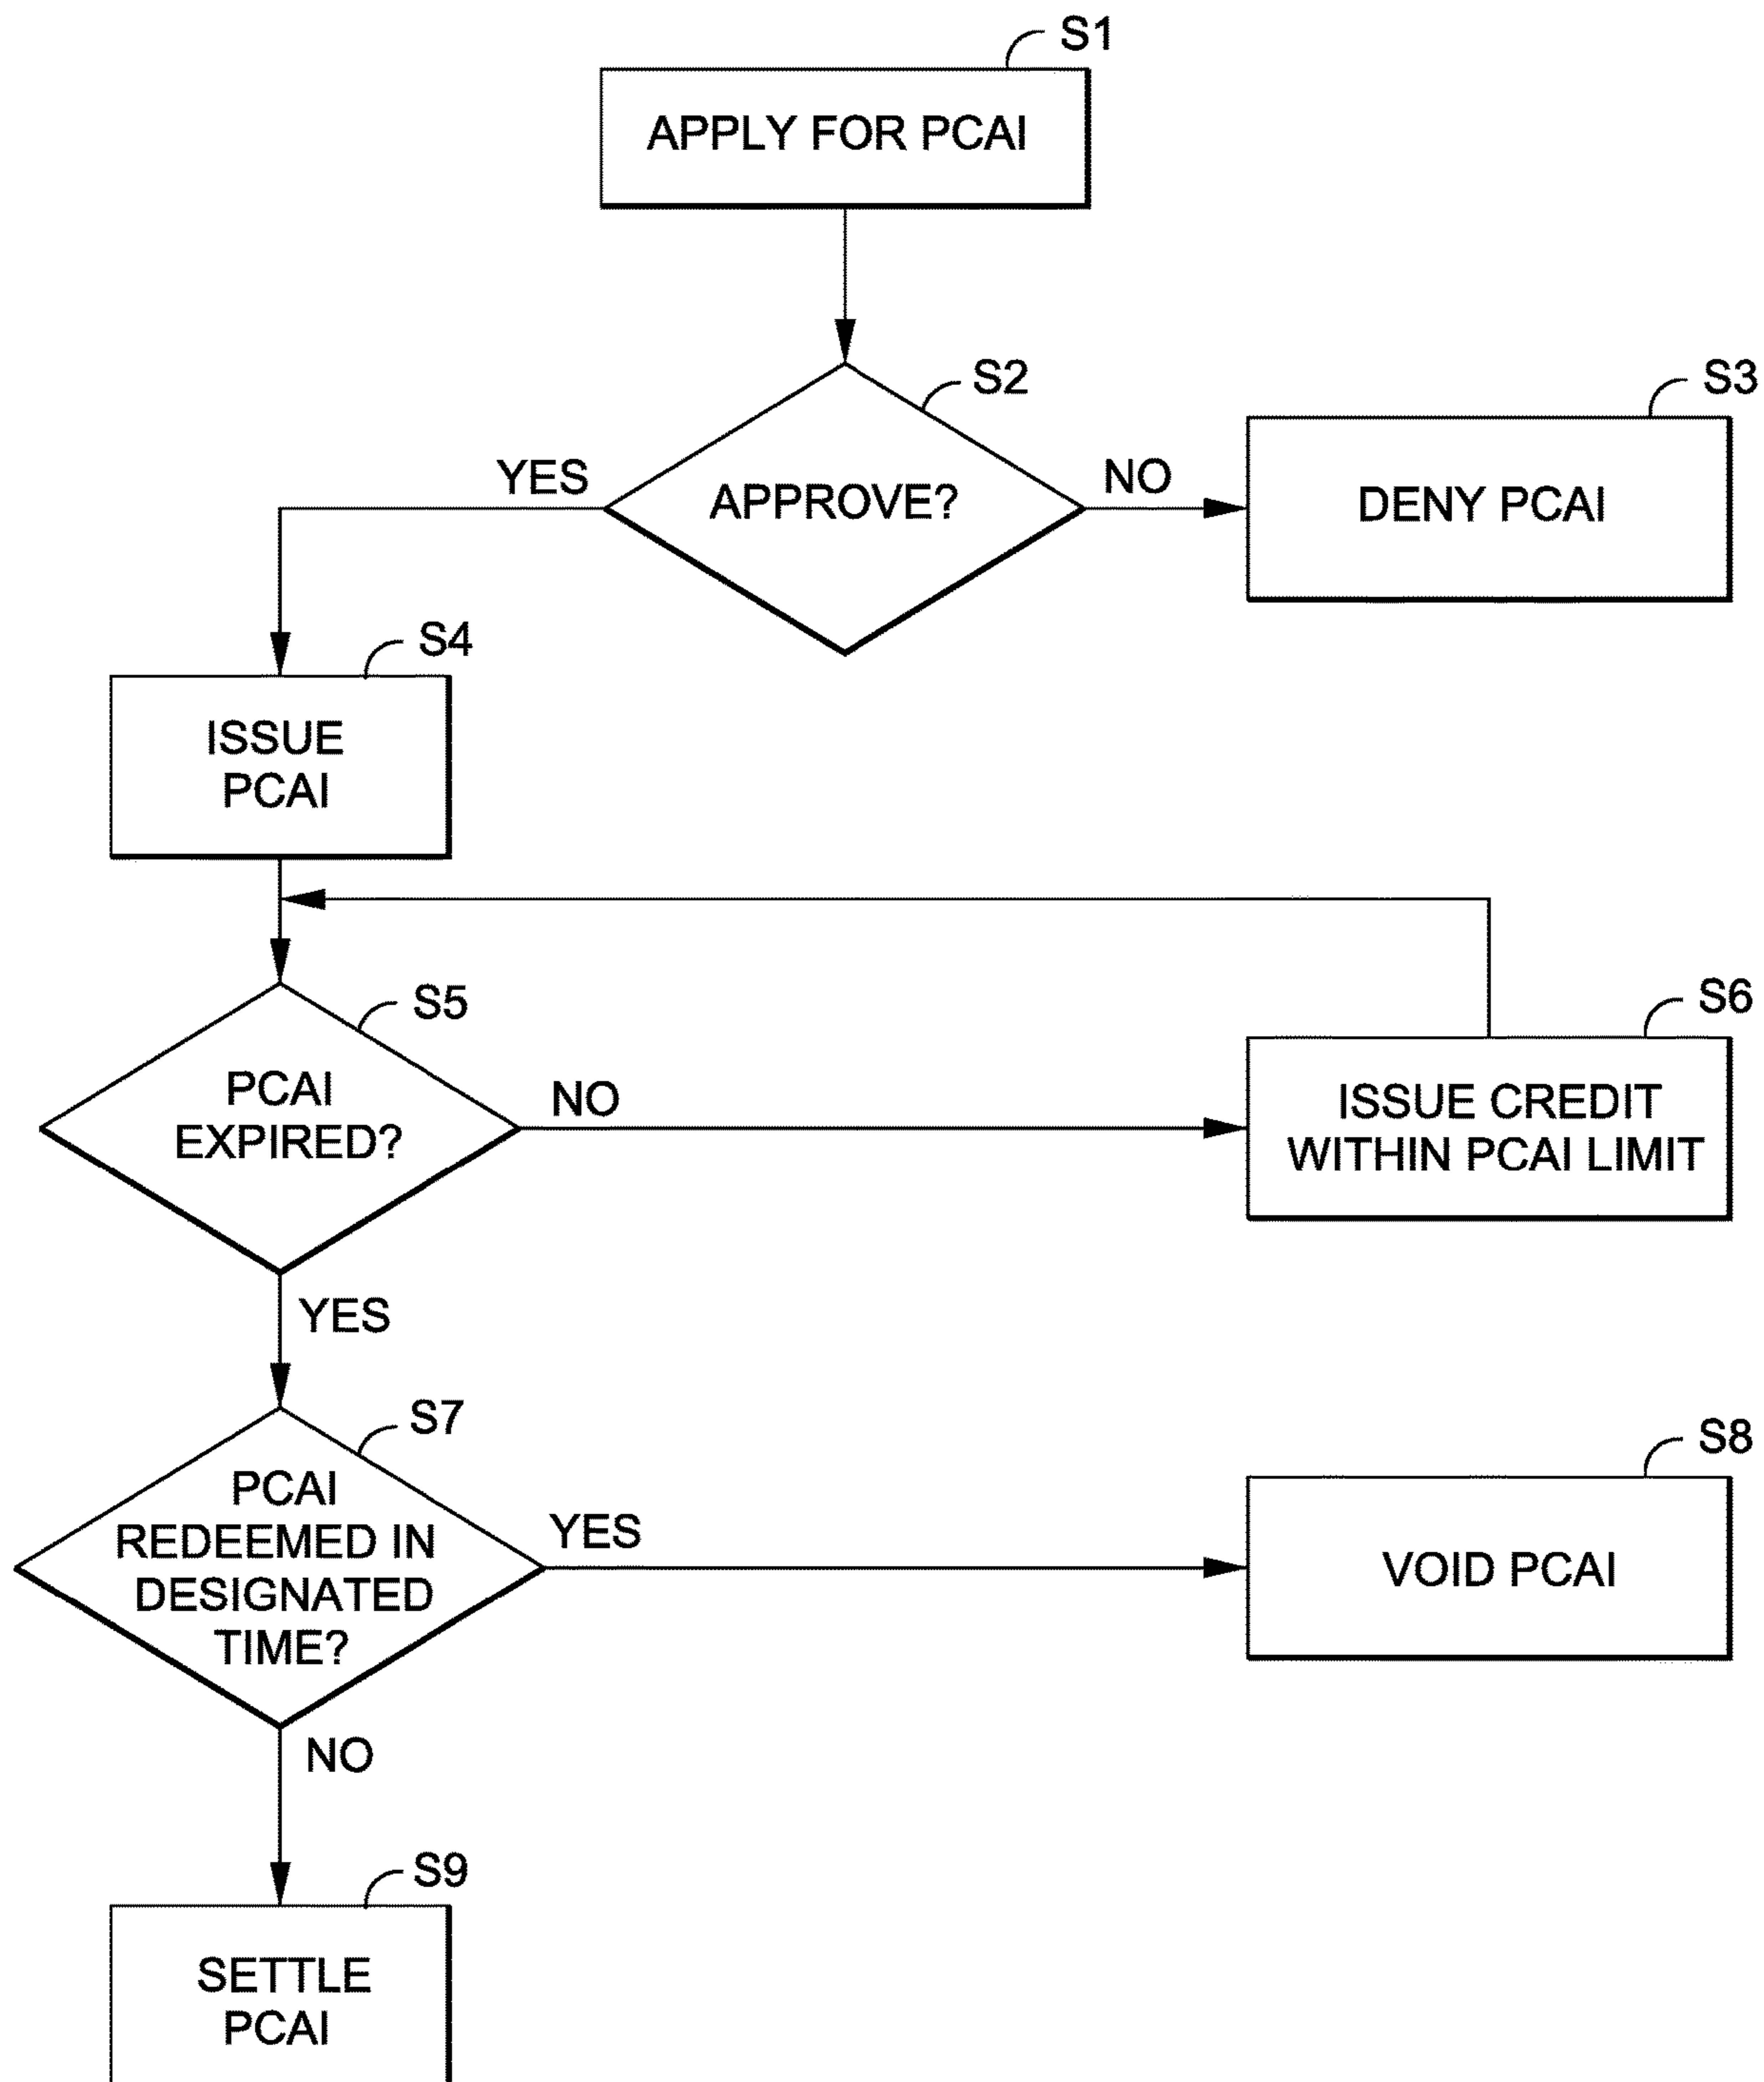 S1
APPLY FOR PCAI
S2
S3
YES
APPROVE?
NO
DENY PCAI
S4
ISSUE
PCAI
S5
S6
PCAI
EXPIRED?
NO
ISSUE CREDIT
WITHIN PCAI LIMIT
YES
S7
S8
PCAI
REDEEMED IN
DESIGNATED
TIME?
YES
VOID PCAI
NO
S9
SETTLE
PCAI